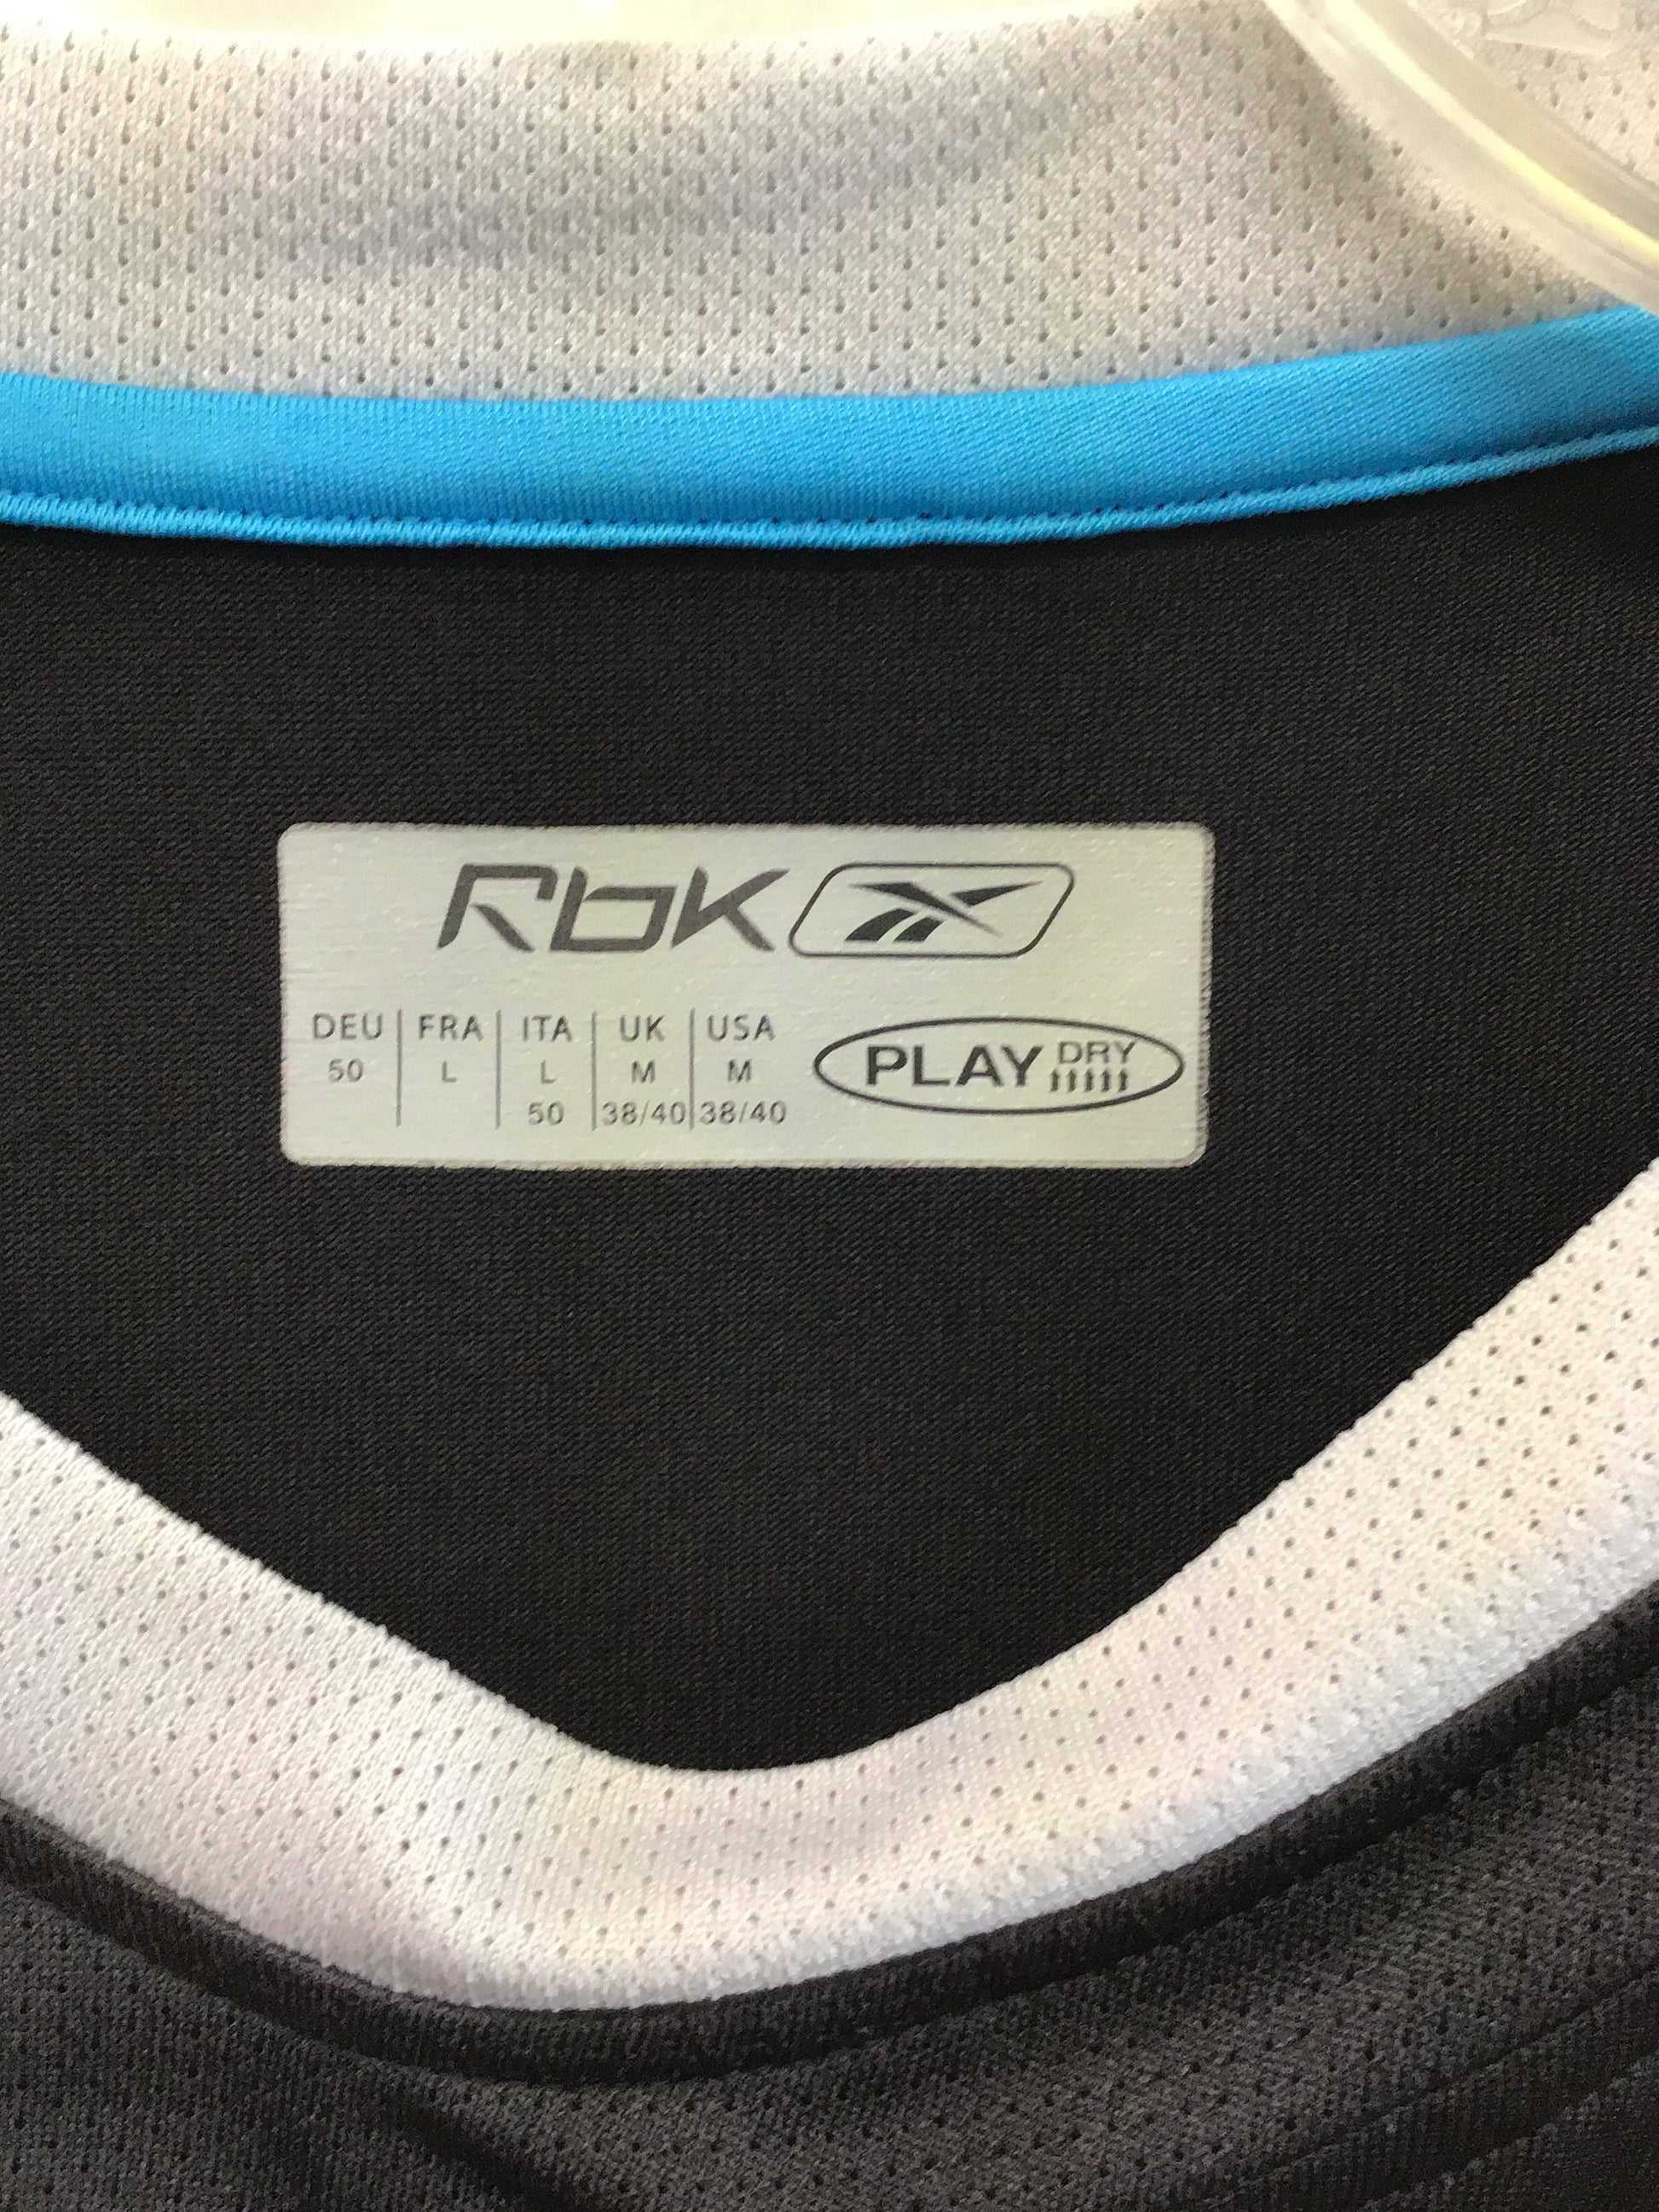 Rbk
DEU | FRA | ITA | UK | USA
50 | L | L | M | M
50 | 38/40 | 38/40
PLAY DRY